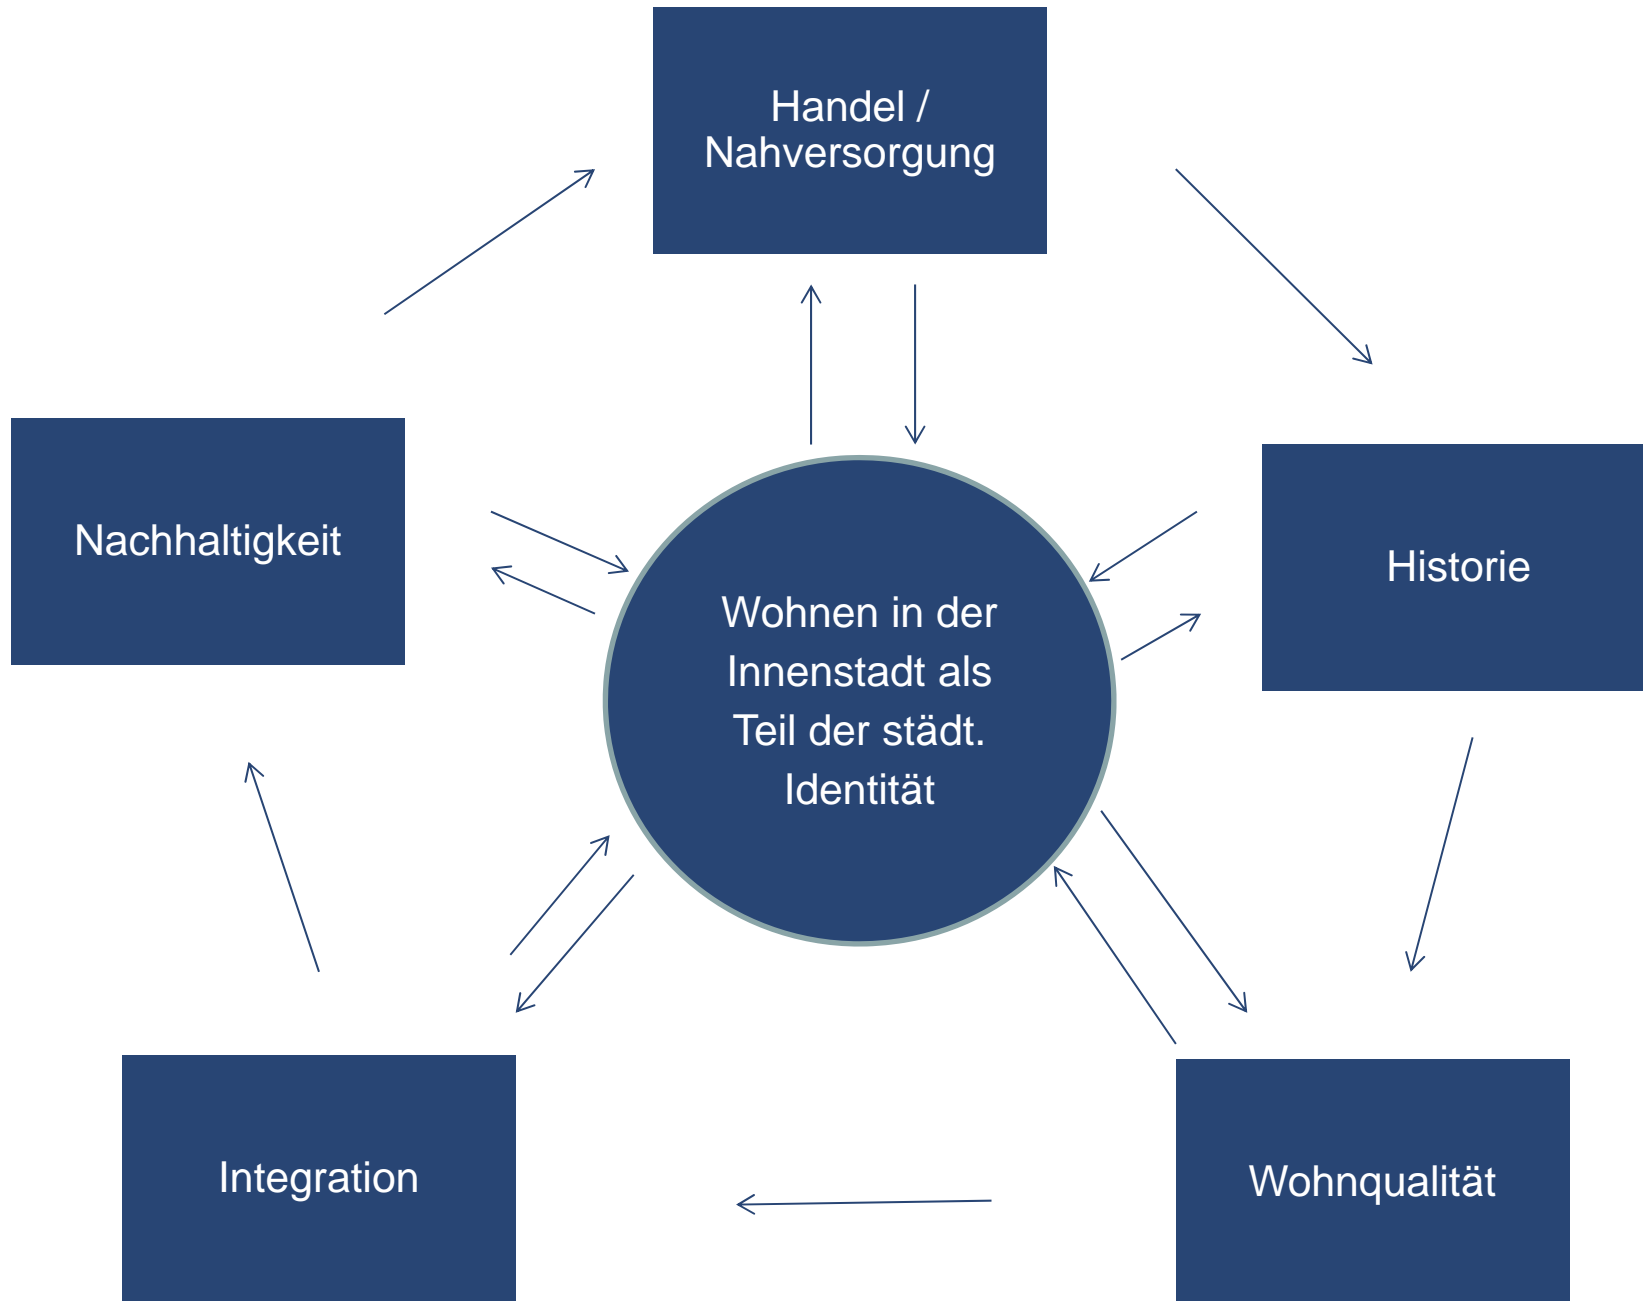 Handel /
Nahversorgung
Nachhaltigkeit
Historie
Wohnen in der
Innenstadt als
Teil der städt.
Identität
Integration
Wohnqualität